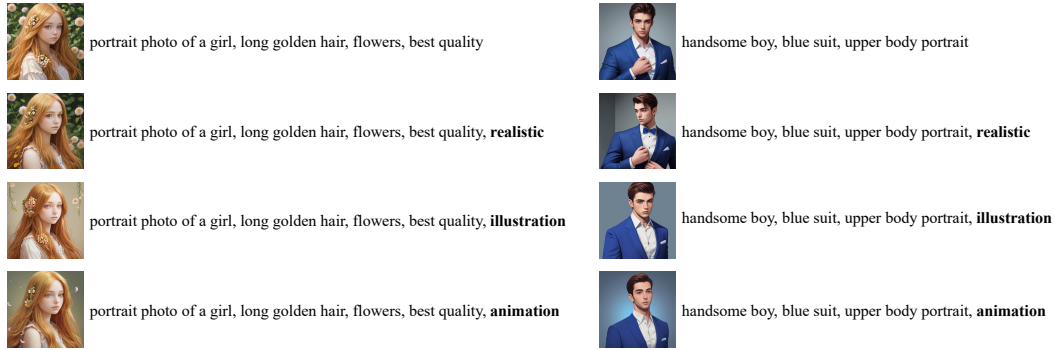 portrait photo of a girl, long golden hair, flowers, best quality
portrait photo of a girl, long golden hair, flowers, best quality, realistic
portrait photo of a girl, long golden hair, flowers, best quality, illustration
portrait photo of a girl, long golden hair, flowers, best quality, animation
handsome boy, blue suit, upper body portrait
handsome boy, blue suit, upper body portrait, realistic
handsome boy, blue suit, upper body portrait, illustration
handsome boy, blue suit, upper body portrait, animation